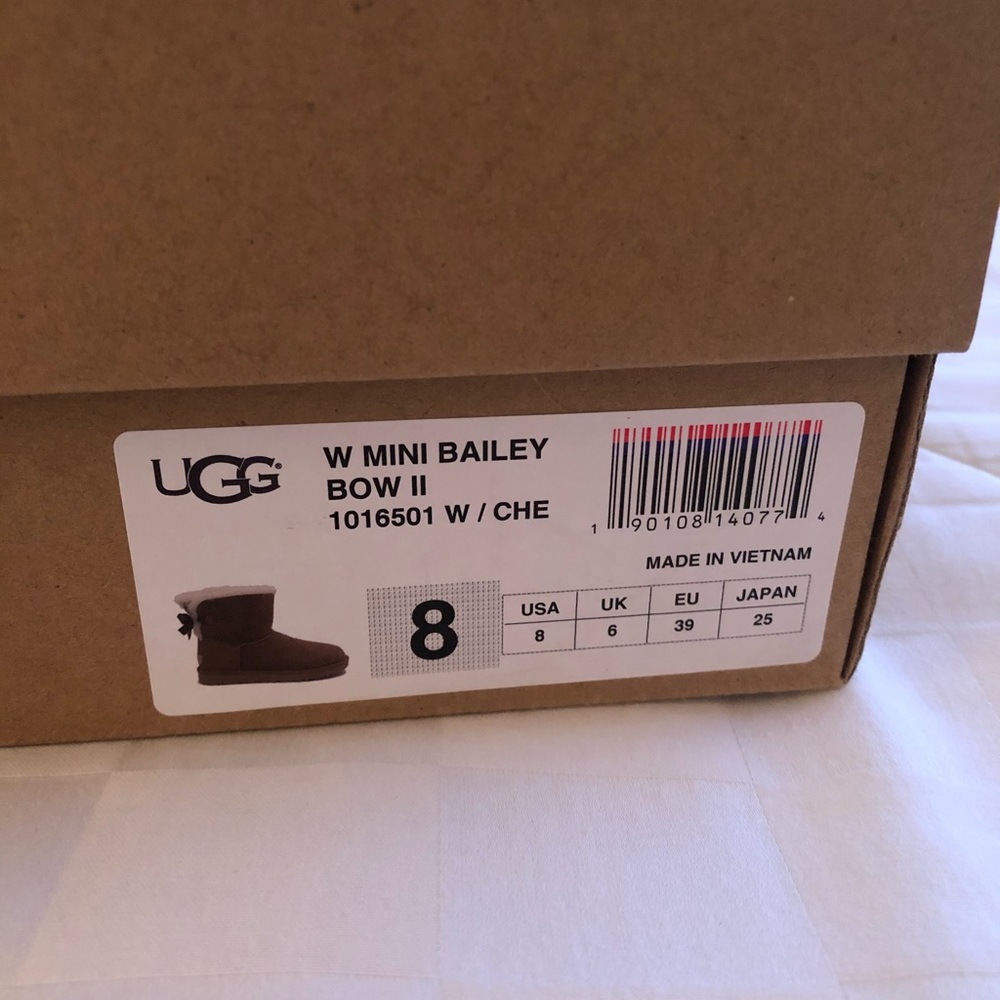 UGG®
W MINI BAILEY
BOW II
1016501 W / CHE
1 90108 14077 4
MADE IN VIETNAM
8
USA UK EU JAPAN
8 6 39 25